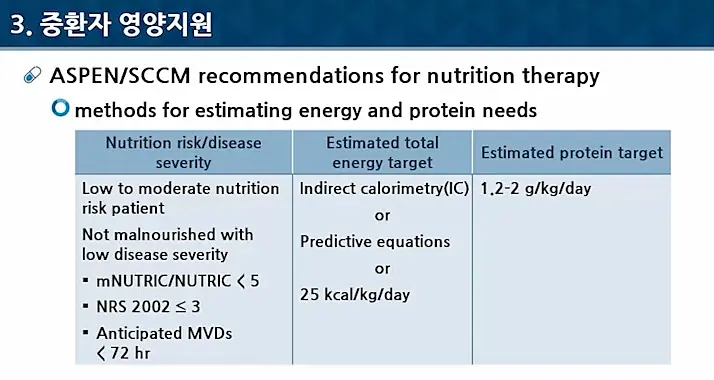 3. 중환자 영양지원
ASPEN/SCCM recommendations for nutrition therapy
methods for estimating energy and protein needs
Nutrition risk/disease
severity
Estimated total
energy target
Estimated protein target
Low to moderate nutrition
risk patient
Not malnourished with
low disease severity
▪ mNUTRIC/NUTRIC < 5
▪ NRS 2002 ≤ 3
▪ Anticipated MVDs
< 72 hr
Indirect calorimetry(IC)
or
Predictive equations
or
25 kcal/kg/day
1.2-2 g/kg/day